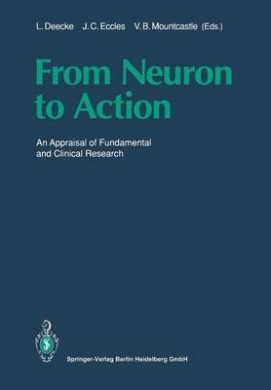 L. Deecke J. C. Eccles V. B. Mountcastle (Eds.)
From Neuron
to Action
An Appraisal of Fundamental
and Clinical Research
Springer-Verlag Berlin Heidelberg GmbH